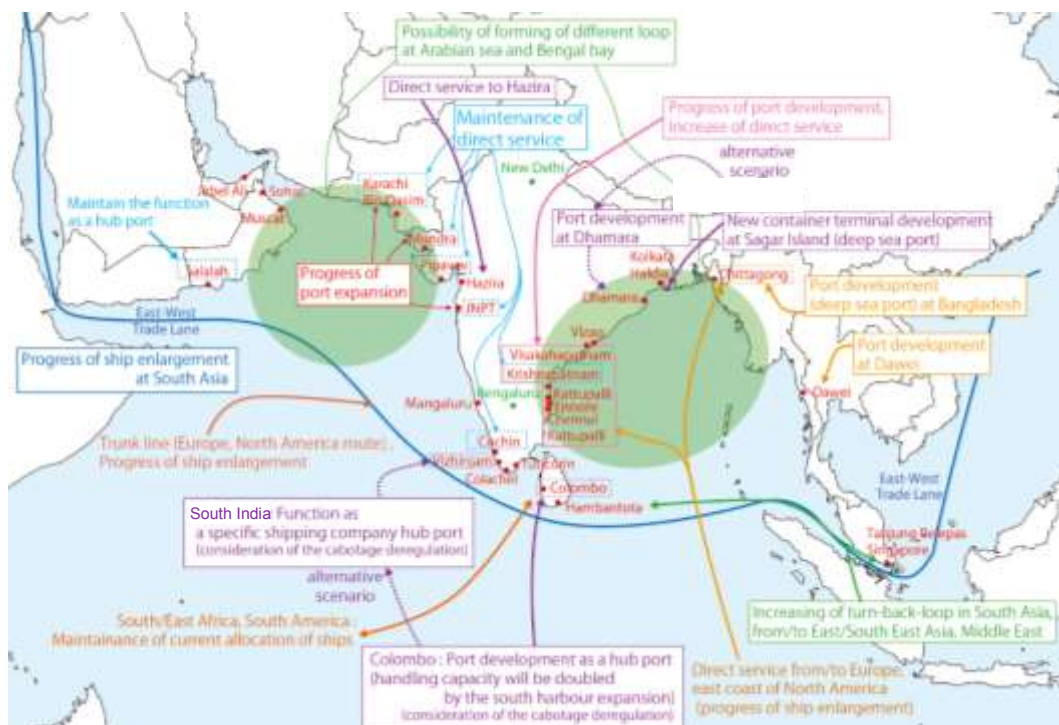 Possibility of forming of different loop
at Arabian sea and Bengal bay
Direct service to Hazira
Maintenance of
direct service
Progress of port development,
Increase of direct service
alternative
scenario
New Delhi
Karachi
Bin Qasim
Jebel Ali
Sohar
Muscat
Maintain the function
as a hub port
Salalah
Mundra
Pipavav
Progress of
port expansion
Hazira
JNPT
Port development
at Dhamara
New container terminal development
at Sagar Island (deep sea port)
Kolkata
Haldia
Dhamara
Chittagong
Port development
(deep sea port) at Bangladesh
East-West
Trade Lane
Progress of ship enlargement
at South Asia
Vizag
Visakahapatnam
Krishnapatnam
Kattupalli
Ennore
Chennai
Kattupalli
Bengaluru
Mangaluru
Port development
at Dawei
Dawei
Trunk line (Europe, North America route) ,
Progress of ship enlargement
Cochin
Vizhinjam
Tuticorin
Colachel
Colombo
Hambantota
East-West
Trade Lane
South India Function as
a specific shipping company hub port
(consideration of the cabotage deregulation)
Tanjung Pelepas
Singapore
alternative
scenario
South/East Africa, South America :
Maintainance of current allocation of ships
Increasing of turn-back-loop in South Asia,
from/to East/South East Asia, Middle East
Colombo : Port development as a hub port
(handling capacity will be doubled
by the south harbour expansion)
(consideration of the cabotage deregulation)
Direct service from/to Europe,
east coast of North America
(progress of ship enlargement)